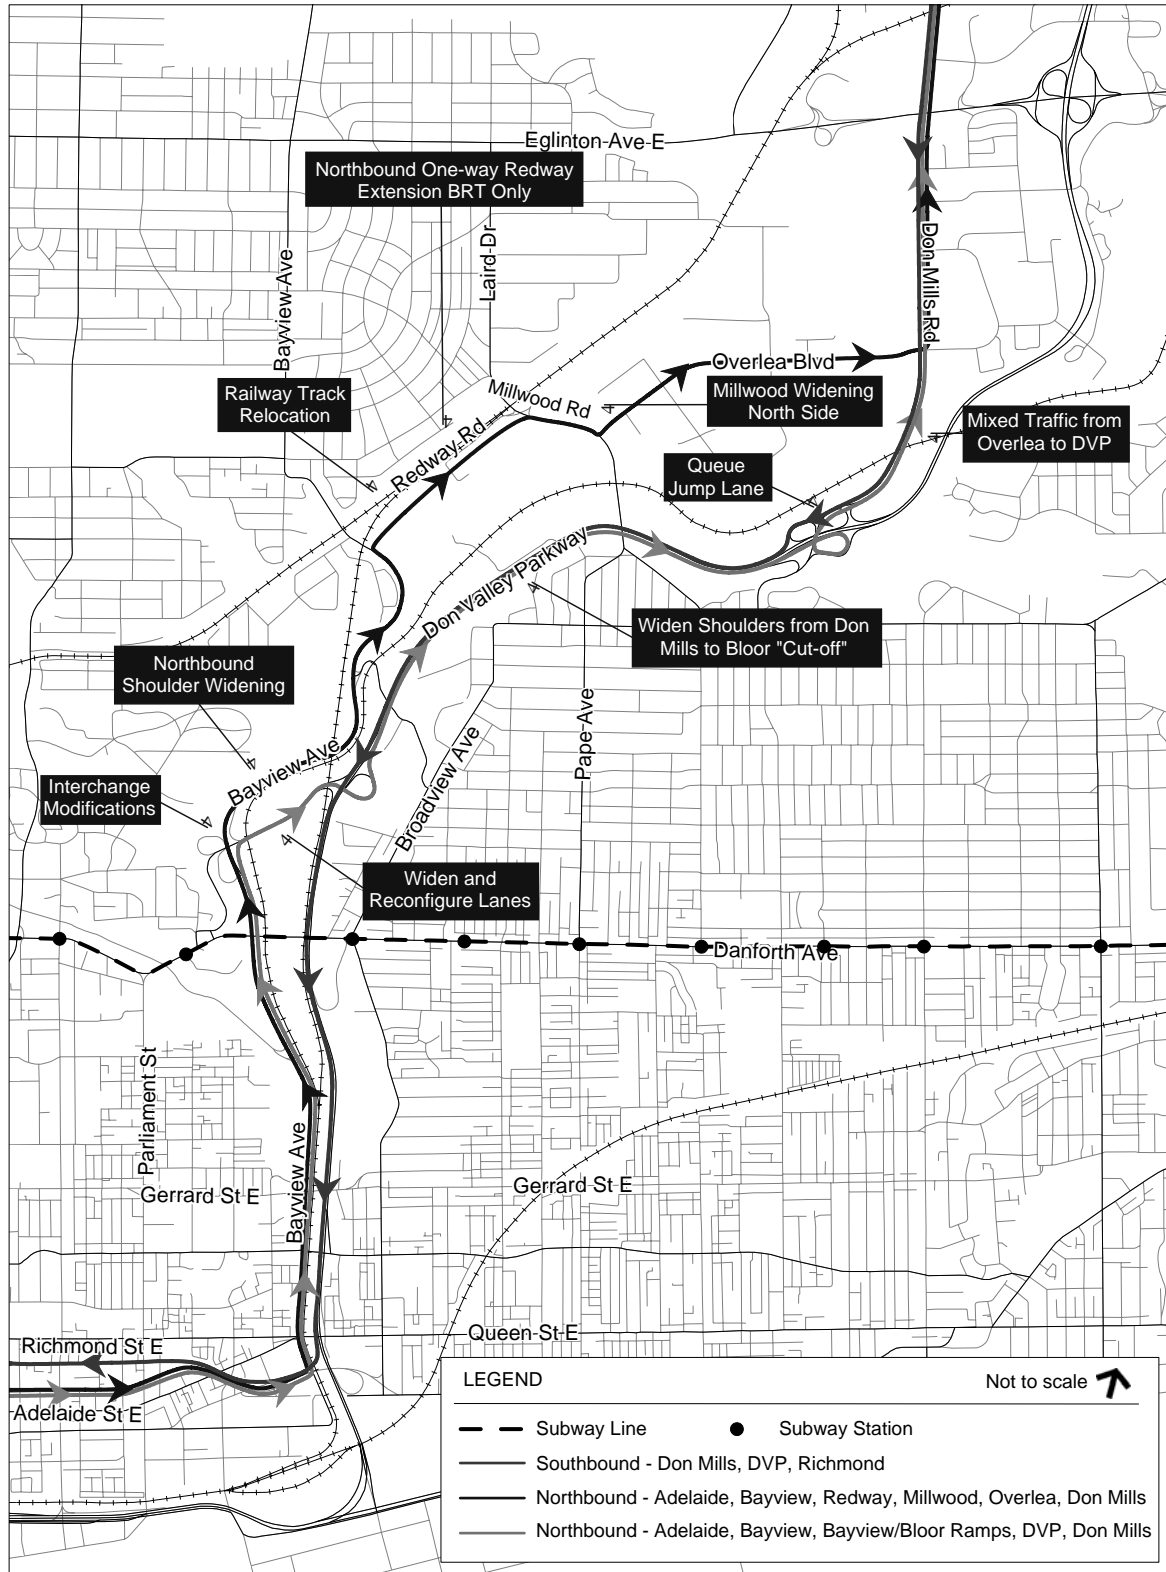 Eglinton Ave E
Northbound One-way Redway
Extension BRT Only
Laird Dr
Bayview Ave
Don Mills Rd
Overlea Blvd
Railway Track
Relocation
Millwood Rd
Millwood Widening
North Side
Redway Rd
Mixed Traffic from
Overlea to DVP
Queue
Jump Lane
Don Valley Parkway
Widen Shoulders from Don
Mills to Bloor "Cut-off"
Northbound
Shoulder Widening
Pape Ave
Bayview Ave
Broadview Ave
Interchange
Modifications
Widen and
Reconfigure Lanes
Danforth Ave
Parliament St
Bayview Ave
Gerrard St E
Gerrard St E
Queen St E
Richmond St E
Adelaide St E
LEGEND
Not to scale
Subway Line
Subway Station
Southbound - Don Mills, DVP, Richmond
Northbound - Adelaide, Bayview, Redway, Millwood, Overlea, Don Mills
Northbound - Adelaide, Bayview, Bayview/Bloor Ramps, DVP, Don Mills